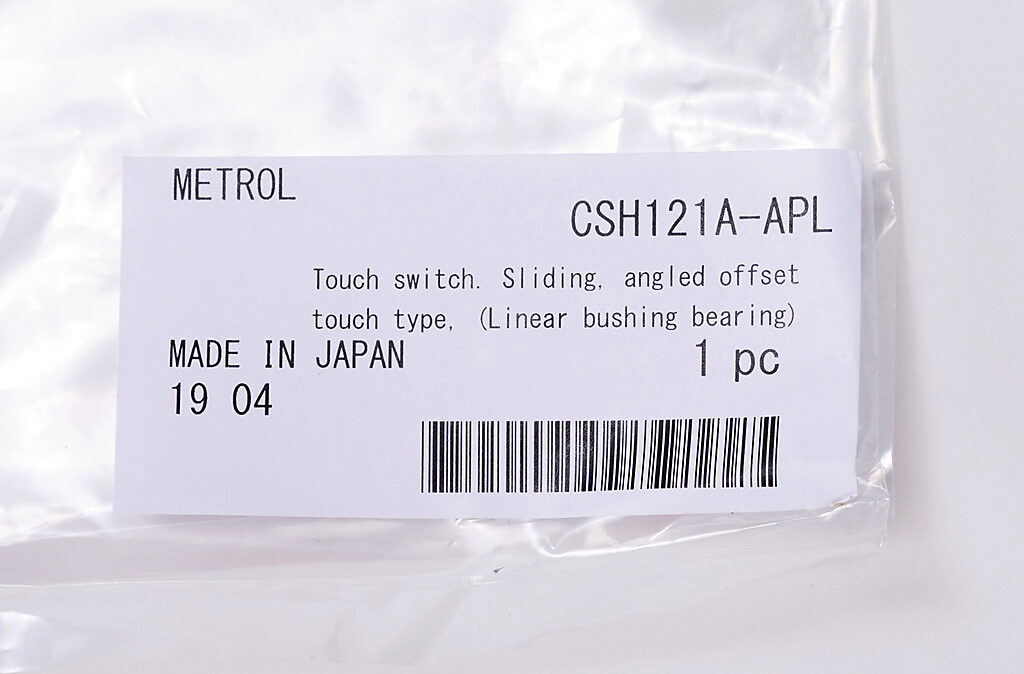 METROL
CSH121A-APL
Touch switch. Sliding, angled offset
touch type, (Linear bushing bearing)
MADE IN JAPAN
1 pc
19 04